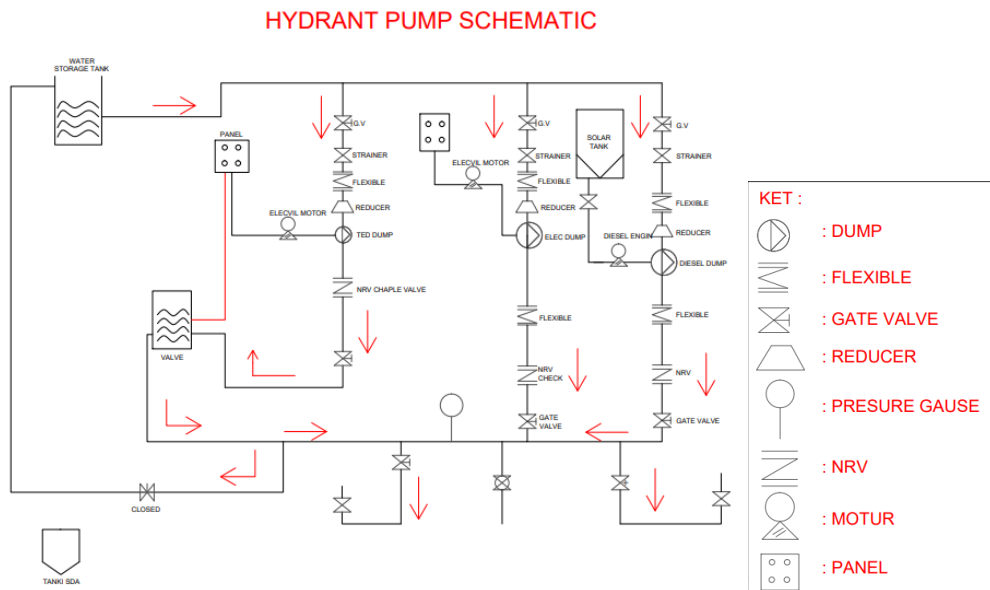 HYDRANT PUMP SCHEMATIC
WATER
STORAGE TANK
PANEL
G.V
STRAINER
FLEXIBLE
REDUCER
ELECVIL MOTOR
TED DUMP
NRV CHAPLE VALVE
VALVE
ELECVIL MOTOR
G.V
STRAINER
FLEXIBLE
REDUCER
ELEC DUMP
FLEXIBLE
NRV
CHECK
GATE
VALVE
SOLAR
TANK
DIESEL ENGIN
G.V
STRAINER
FLEXIBLE
REDUCER
DIESEL DUMP
FLEXIBLE
NRV
GATE VALVE
CLOSED
TANKI SDA
KET :
: DUMP
: FLEXIBLE
: GATE VALVE
: REDUCER
: PRESURE GAUSE
: NRV
: MOTUR
: PANEL